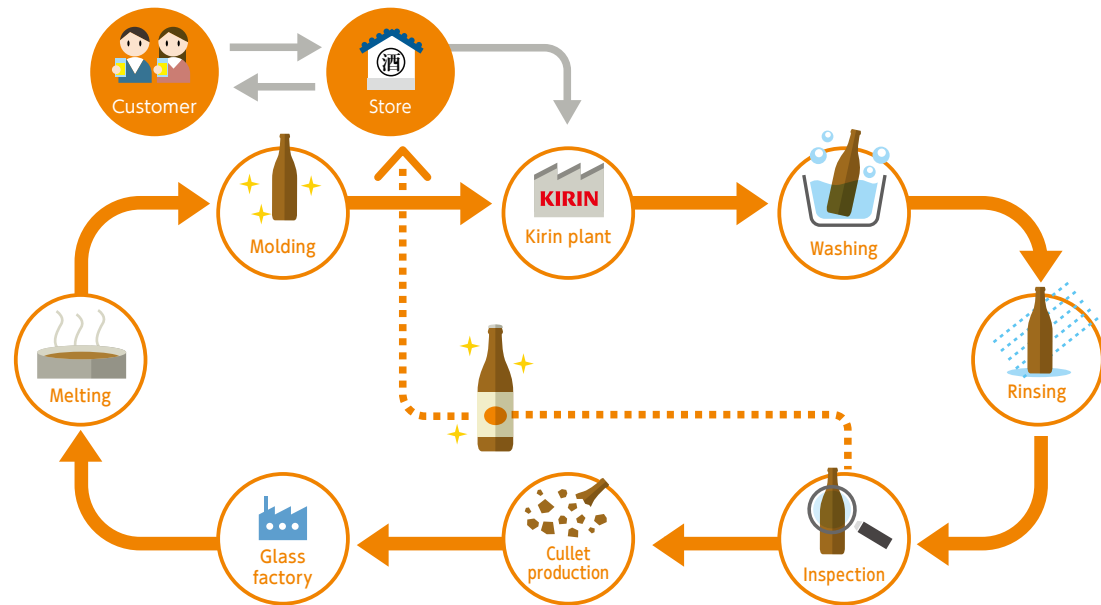 Customer
酒
Store
Molding
KIRIN
Kirin plant
Washing
Melting
Rinsing
Glass
factory
Cullet
production
Inspection